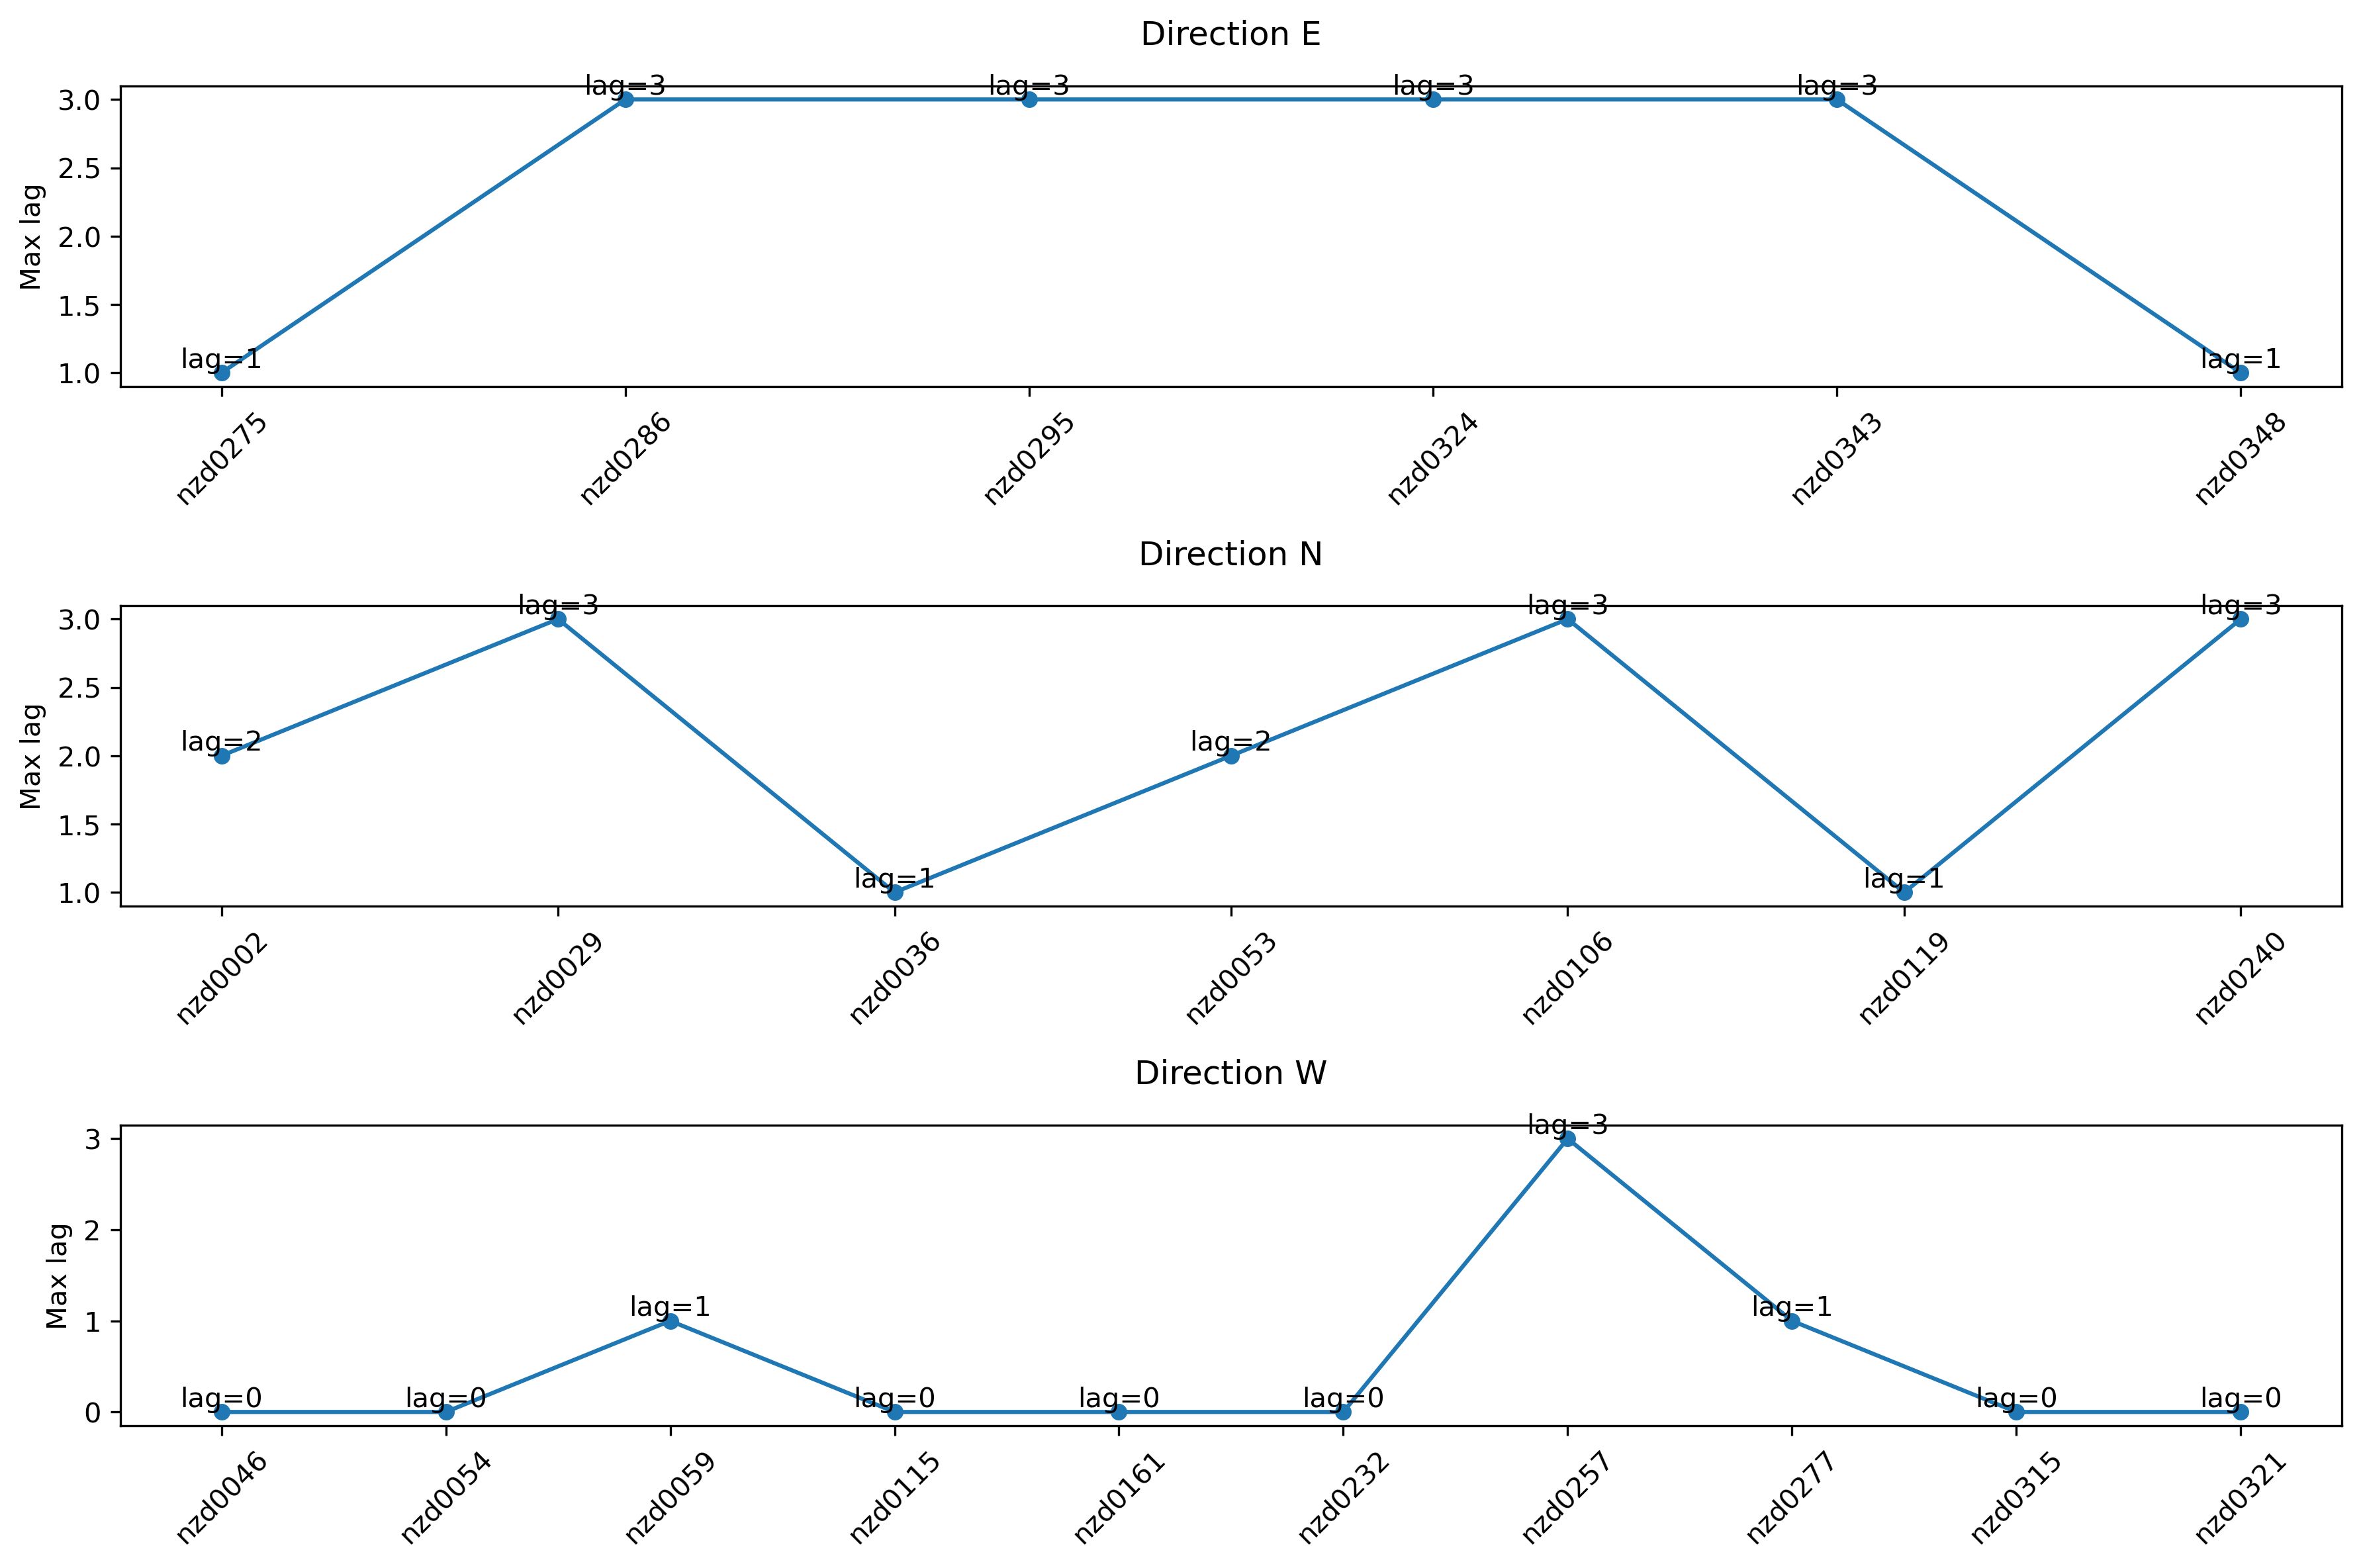 Direction E
Max lag
3.0
2.5
2.0
1.5
1.0
lag=1
lag=3
lag=3
lag=3
lag=3
lag=1
nzd0275
nzd0286
nzd0295
nzd0324
nzd0343
nzd0348
Direction N
Max lag
3.0
2.5
2.0
1.5
1.0
lag=2
lag=3
lag=1
lag=2
lag=3
lag=1
lag=3
nzd0002
nzd0029
nzd0036
nzd0053
nzd0106
nzd0119
nzd0240
Direction W
Max lag
3
2
1
0
lag=0
lag=0
lag=1
lag=0
lag=0
lag=0
lag=3
lag=1
lag=0
lag=0
nzd0046
nzd0054
nzd0059
nzd0115
nzd0161
nzd0232
nzd0257
nzd0277
nzd0315
nzd0321